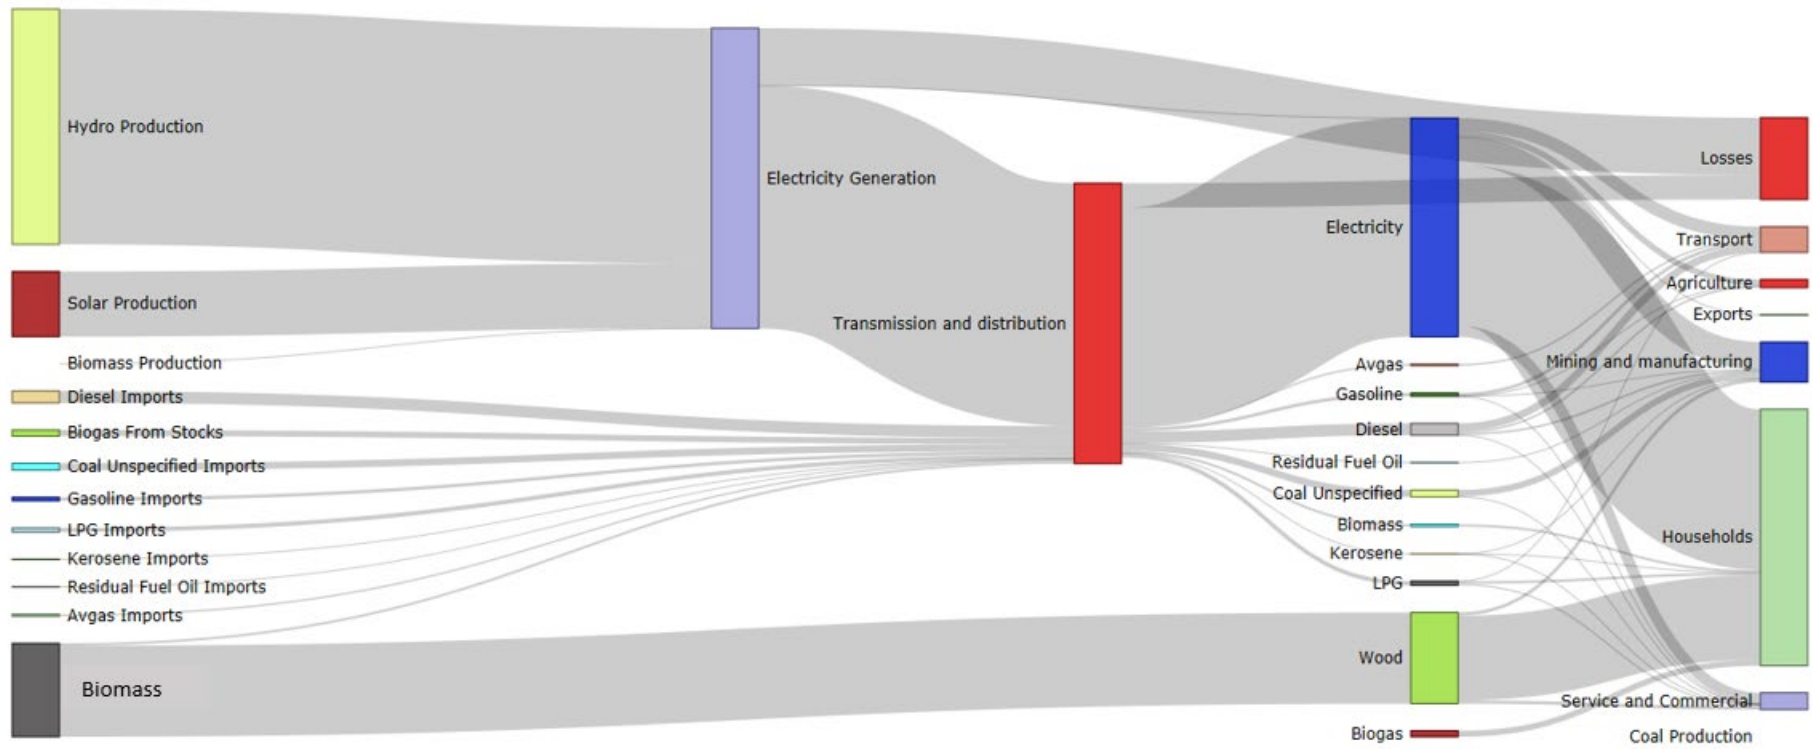 Hydro Production
Solar Production
Biomass Production
Diesel Imports
Biogas From Stocks
Coal Unspecified Imports
Gasoline Imports
LPG Imports
Kerosene Imports
Residual Fuel Oil Imports
Avgas Imports
Biomass
Electricity Generation
Transmission and distribution
Electricity
Avgas
Gasoline
Diesel
Residual Fuel Oil
Coal Unspecified
Biomass
Kerosene
LPG
Wood
Biogas
Losses
Transport
Agriculture
Exports
Mining and manufacturing
Households
Service and Commercial
Coal Production